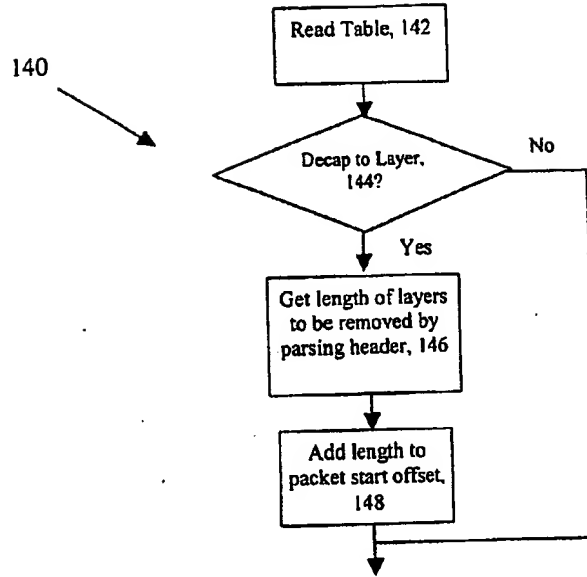 Read Table, 142
140
Decap to Layer,
144?
No
Yes
Get length of layers
to be removed by
parsing header, 146
Add length to
packet start offset,
148